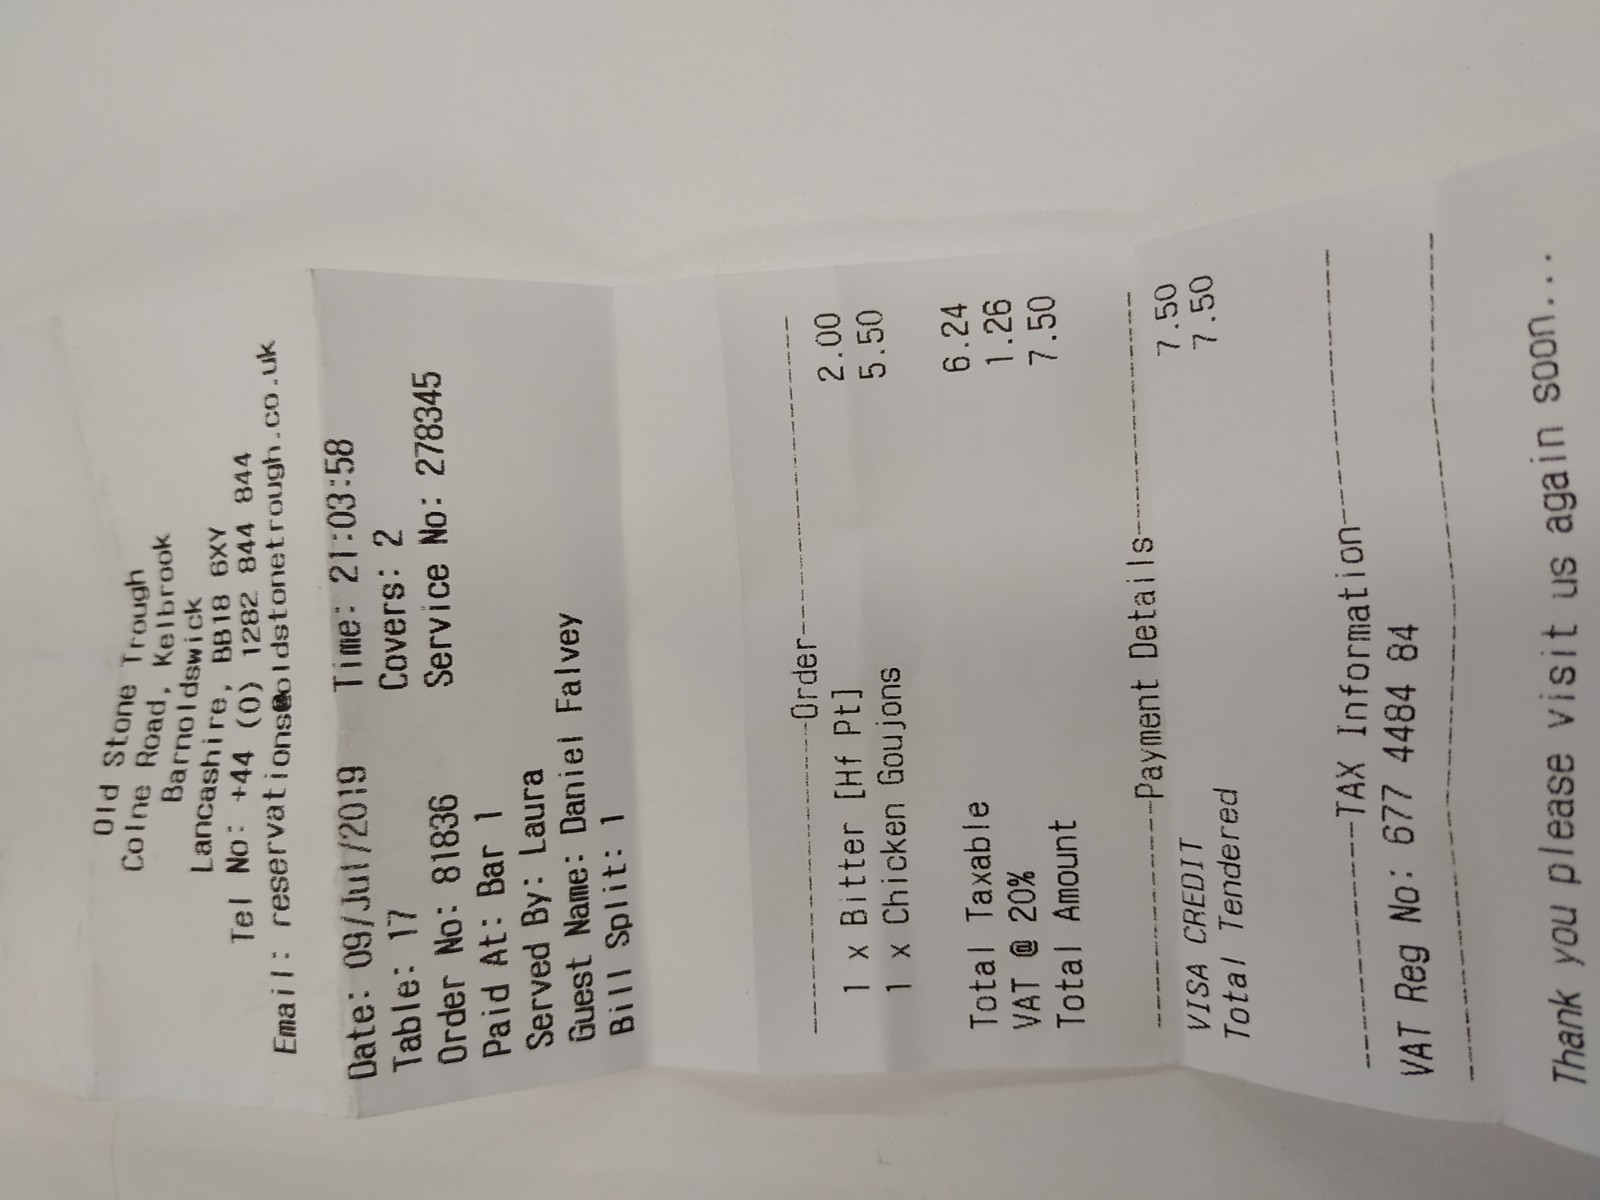 Old Stone Trough
Colne Road, Kelbrook
Barnoldswick
Lancashire, BB18 6XY
Tel No: +44 (0) 1282 844 844
Email: reservations@oldstonetrough.co.uk
Date: 09/Jul/2019 Time: 21:03:58
Table: 17 Covers: 2
Order No: 81836 Service No: 278345
Paid At: Bar 1
Served By: Laura
Guest Name: Daniel Falvey
Bill Split: 1
----------------Order----------------
1 x Bitter [Hf Pt] 2.00
1 x Chicken Goujons 5.50
Total Taxable 6.24
VAT @ 20% 1.26
Total Amount 7.50
-----------Payment Details-----------
VISA CREDIT 7.50
Total Tendered 7.50
-----------TAX Information-----------
VAT Reg No: 677 4484 84
-------------------------------------
Thank you please visit us again soon...